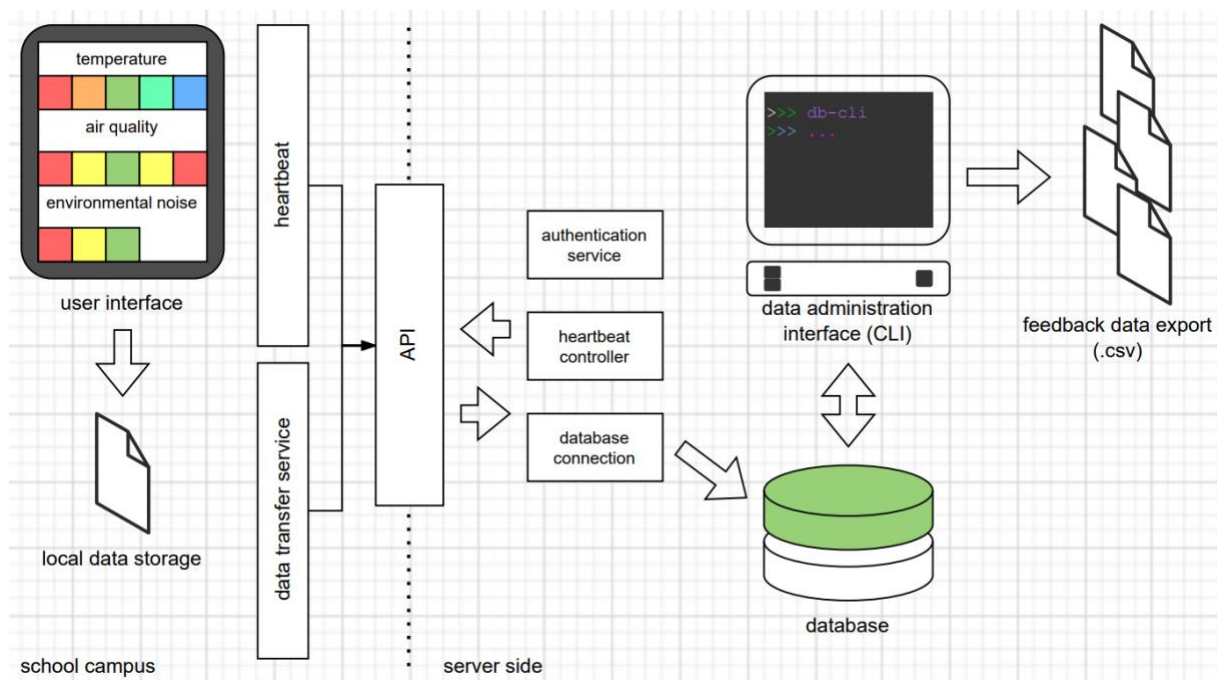 temperature
air quality
environmental noise
user interface
local data storage
school campus
heartbeat
data transfer service
API
server side
authentication
service
heartbeat
controller
database
connection
>>> db-cli
>>> ...
data administration
interface (CLI)
database
feedback data export
(.csv)